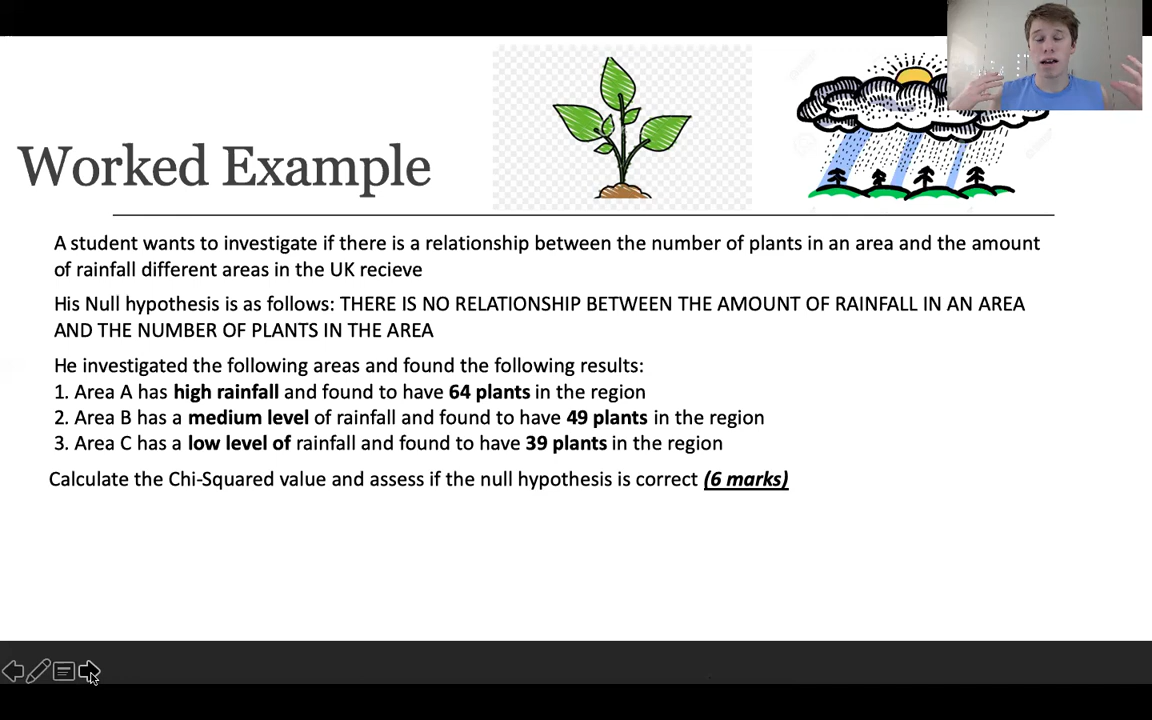 Worked Example
A student wants to investigate if there is a relationship between the number of plants in an area and the amount
of rainfall different areas in the UK recieve
His Null hypothesis is as follows: THERE IS NO RELATIONSHIP BETWEEN THE AMOUNT OF RAINFALL IN AN AREA
AND THE NUMBER OF PLANTS IN THE AREA
He investigated the following areas and found the following results:
1. Area A has high rainfall and found to have 64 plants in the region
2. Area B has a medium level of rainfall and found to have 49 plants in the region
3. Area C has a low level of rainfall and found to have 39 plants in the region
Calculate the Chi-Squared value and assess if the null hypothesis is correct (6 marks)